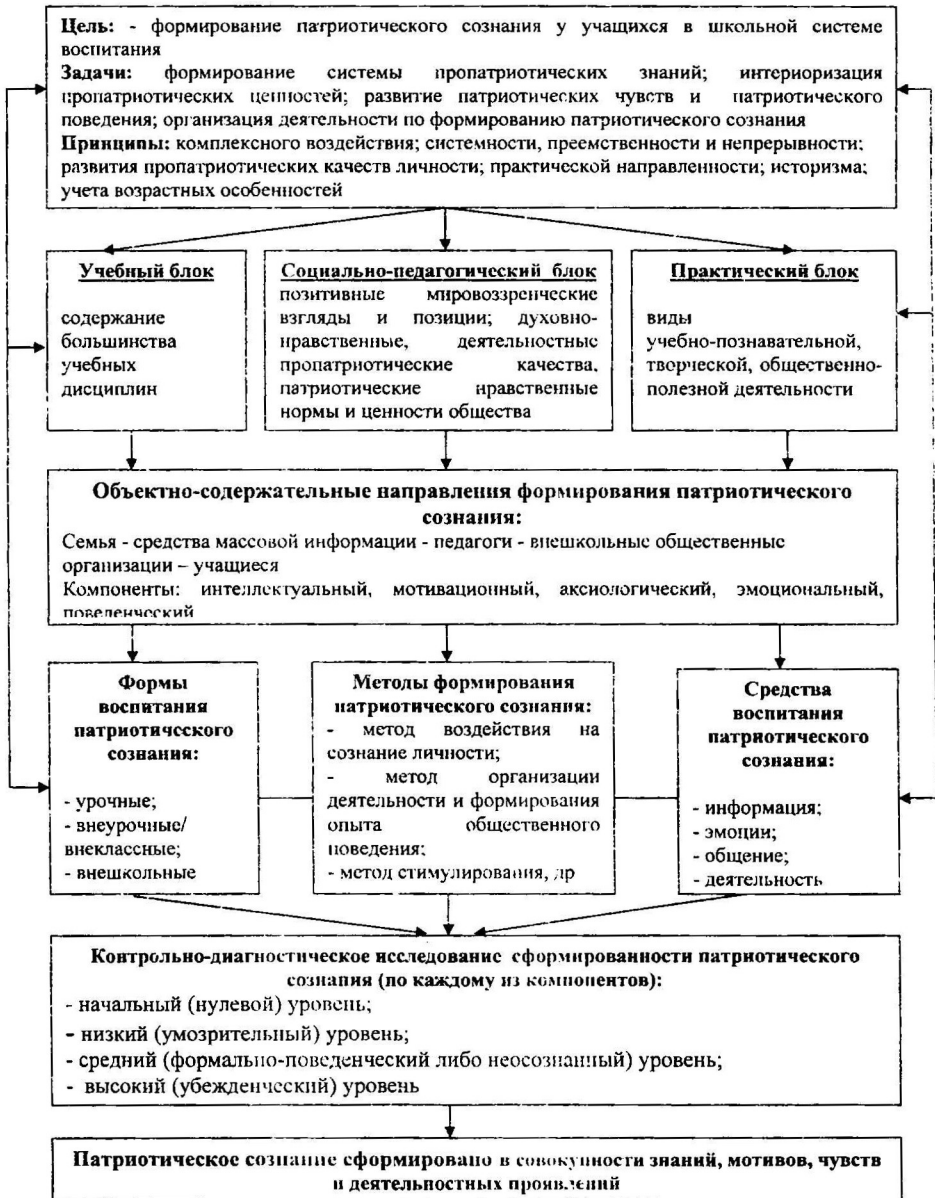 Цель: - формирование патриотического сознания у учащихся в школьной системе
воспитания
Задачи: формирование системы пропатриотических знаний; интериоризация
пропатриотических ценностей; развитие патриотических чувств и патриотического
поведения; организация деятельности по формированию патриотического сознания
Принципы: комплексного воздействия; системности, преемственности и непрерывности;
развития пропатриотических качеств личности; практической направленности; историзма;
учета возрастных особенностей
Учебный блок
содержание
большинства
учебных
дисциплин
Социально-педагогический блок
позитивные мировоззренческие
взгляды и позиции; духовно-
нравственные, деятельностные
пропатриотические качества,
патриотические нравственные
нормы и ценности общества
Практический блок
виды
учебно-познавательной,
творческой, общественно-
полезной деятельности
Объектно-содержательные направления формирования патриотического
сознания:
Семья - средства массовой информации - педагоги - внешкольные общественные
организации – учащиеся
Компоненты: интеллектуальный, мотивационный, аксиологический, эмоциональный,
поведенческий
Формы
воспитания
патриотического
сознания:
- урочные;
- внеурочные/
внеклассные;
- внешкольные
Методы формирования
патриотического сознания:
- метод воздействия на
сознание личности;
- метод организации
деятельности и формирования
опыта общественного
поведения;
- метод стимулирования, др
Средства
воспитания
патриотического
сознания:
- информация;
- эмоции;
- общение;
- деятельность
Контрольно-диагностическое исследование сформированности патриотического
сознания (по каждому из компонентов):
- начальный (нулевой) уровень;
- низкий (умозрительный) уровень;
- средний (формально-поведенческий либо неосознанный) уровень;
- высокий (убежденческий) уровень
Патриотическое сознание сформировано в совокупности знаний, мотивов, чувств
и деятельностных проявлений